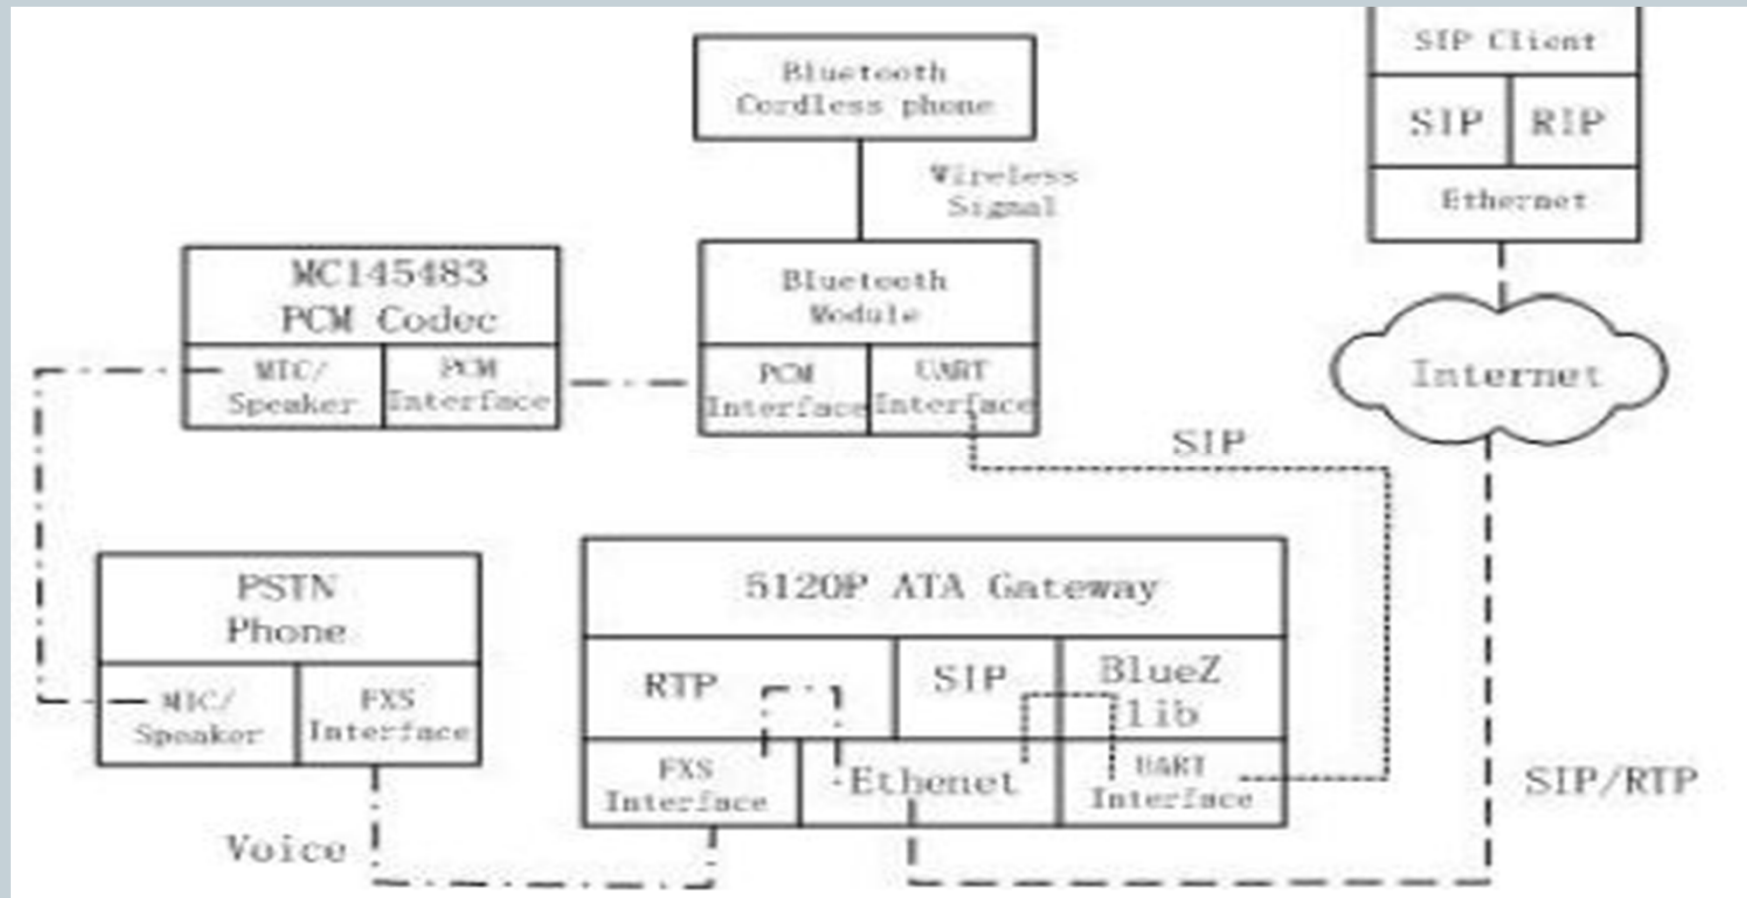 SIP Client
SIP
RIP
Ethernet
Internet
Bluetooth
Cordless phone
Wireless
Signal
MC145483
PCM Codec
MIC/
Speaker
PCM
Interface
Bluetooth
Module
PCM
Interface
UART
Interface
SIP
PSTN
Phone
MIC/
Speaker
FXS
Interface
5120P ATA Gateway
RTP
SIP
BlueZ
lib
FXS
Interface
Ethenet
UART
Interface
Voice
SIP/RTP